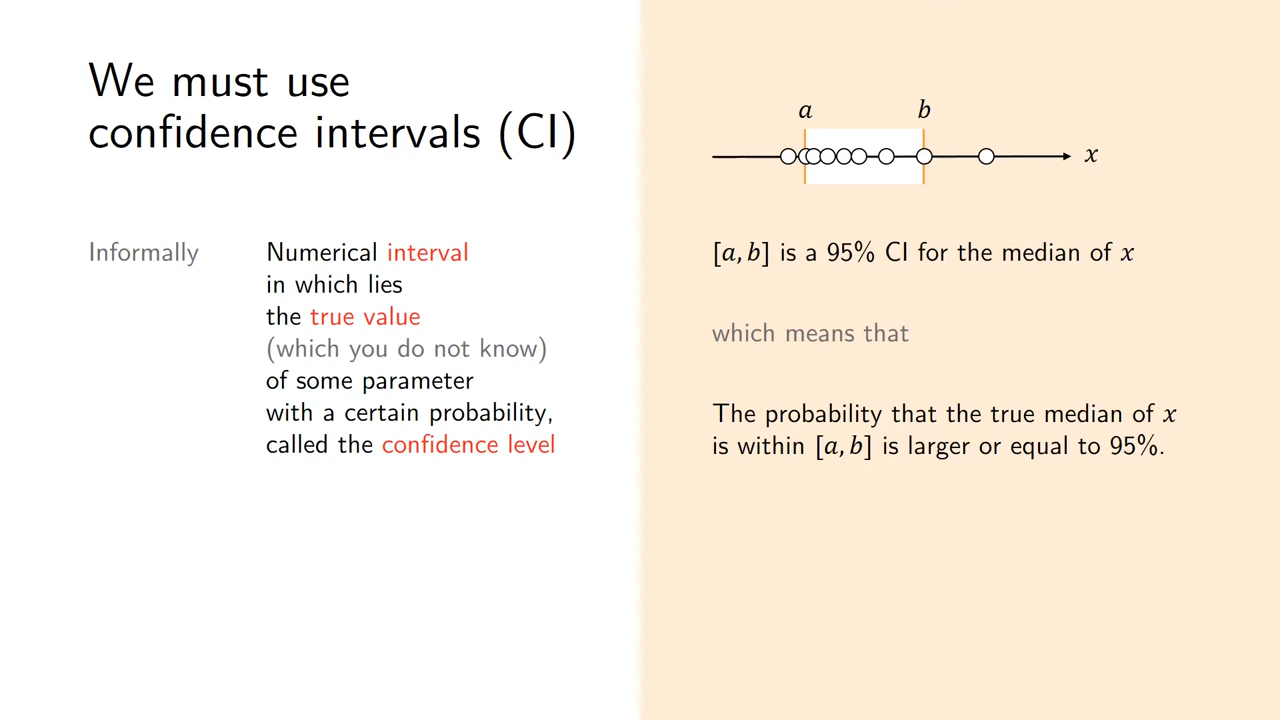 We must use
confidence intervals (CI)
Informally
Numerical interval
in which lies
the true value
(which you do not know)
of some parameter
with a certain probability,
called the confidence level
a b
x
[a, b] is a 95% CI for the median of x
which means that
The probability that the true median of x
is within [a, b] is larger or equal to 95%.